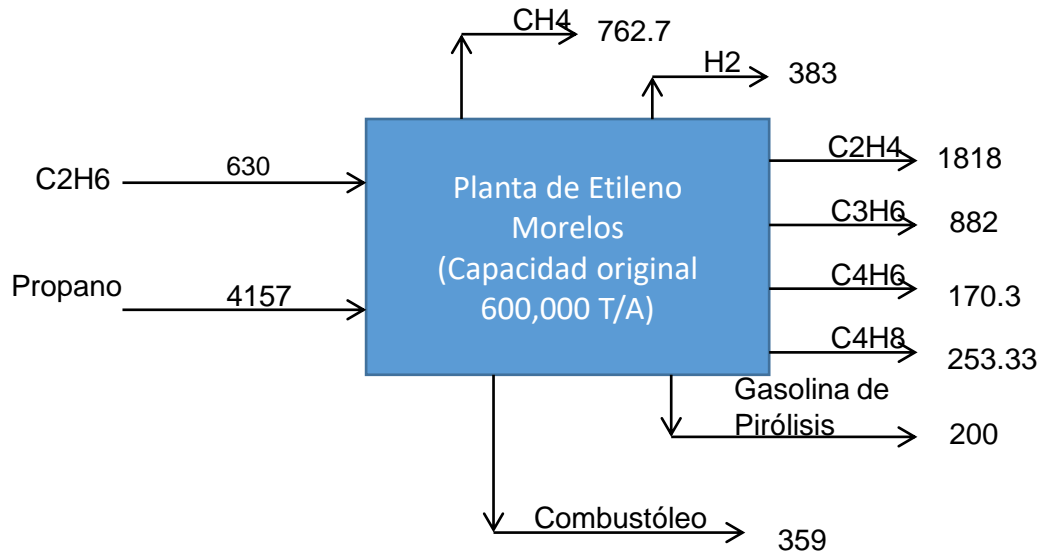 CH4 762.7
H2 383
C2H6 630
Propano 4157
Planta de Etileno
Morelos
(Capacidad original
600,000 T/A)
C2H4 1818
C3H6 882
C4H6 170.3
C4H8 253.33
Gasolina de
Pirólisis 200
Combustóleo 359